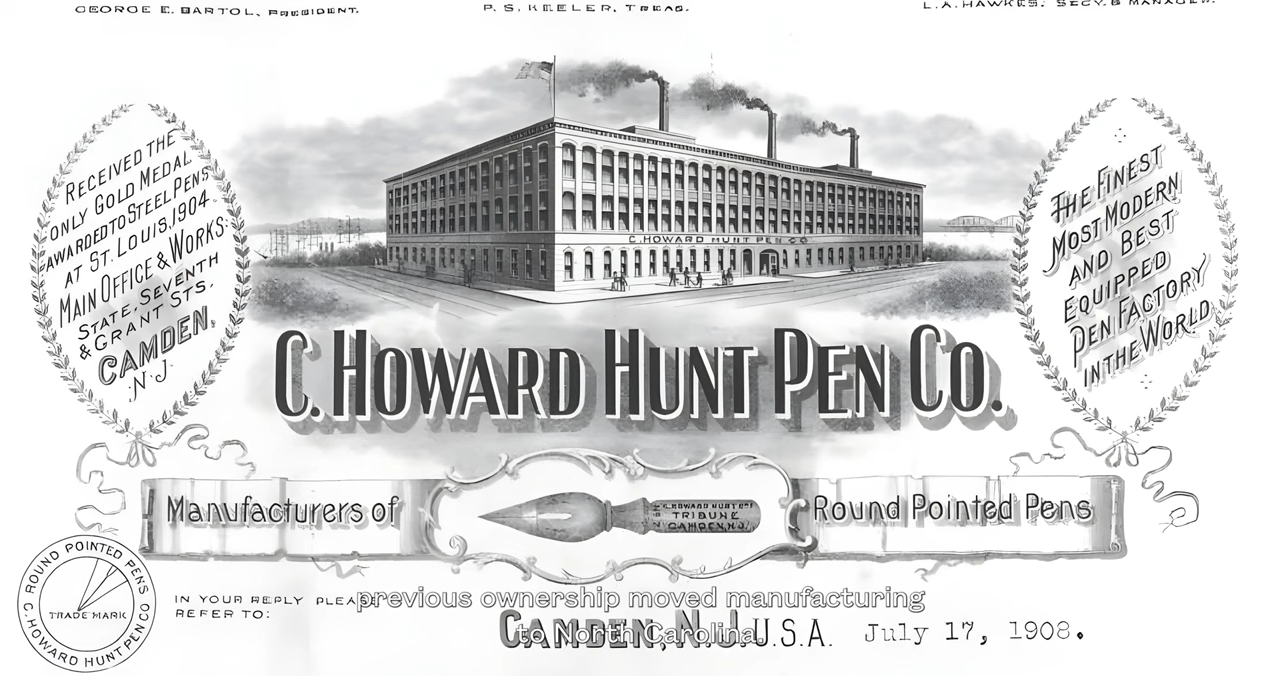 GEORGE E. BARTOL, PRESIDENT.
P. S. KEELER, TREAS.
L. A. HAWKES, SECY. & MANAGER.
RECEIVED THE
ONLY GOLD MEDAL
AWARDED TO STEEL PENS
AT ST. LOUIS, 1904.
MAIN OFFICE & WORKS:
STATE, SEVENTH
& GRANT STS.
CAMDEN,
N.J.
C. HOWARD HUNT PEN CO.
THE FINEST
MOST MODERN
AND BEST
EQUIPPED
PEN FACTORY
IN THE WORLD
C. HOWARD HUNT PEN CO.
Manufacturers of
TRIBUNE
CAMDEN, N.J.
Round Pointed Pens
ROUND POINTED PENS
TRADE MARK
C. HOWARD HUNT PEN CO
IN YOUR REPLY PLEASE
REFER TO:
previous ownership moved manufacturing
to North Carolina.
CAMDEN, N.J. U.S.A.
July 17, 1908.